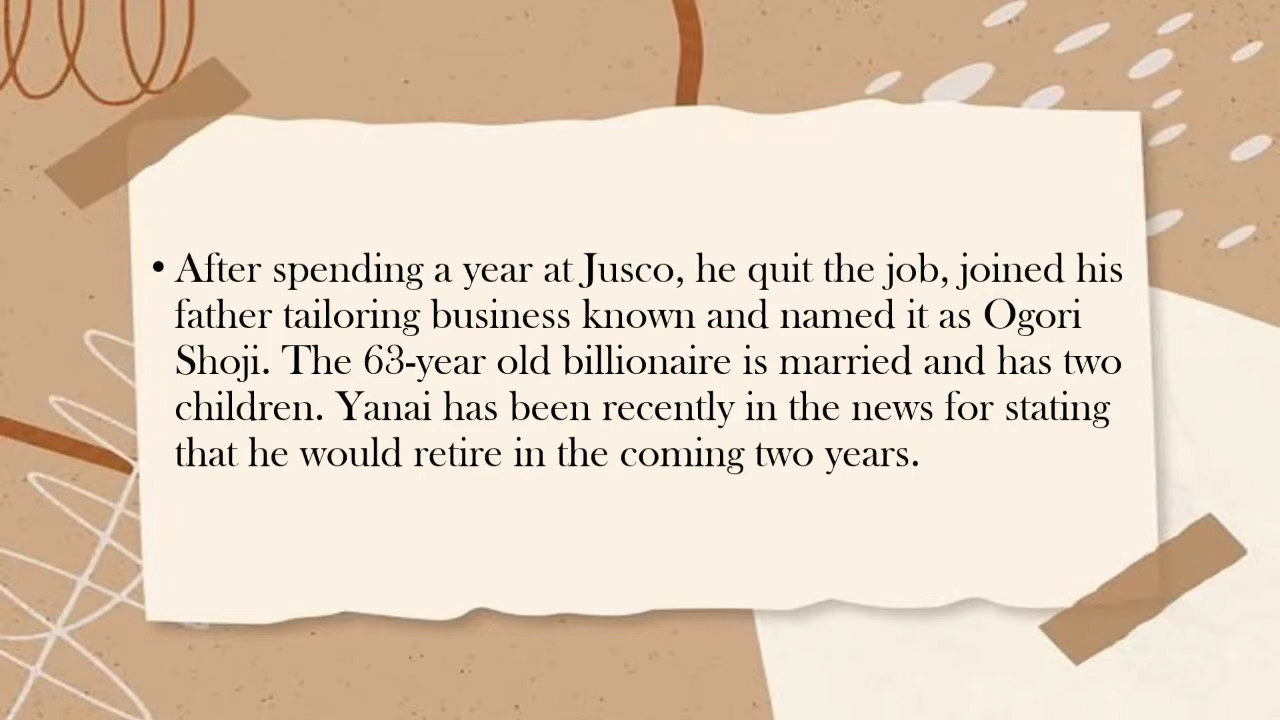 • After spending a year at Jusco, he quit the job, joined his
father tailoring business known and named it as Ogori
Shoji. The 63-year old billionaire is married and has two
children. Yanai has been recently in the news for stating
that he would retire in the coming two years.